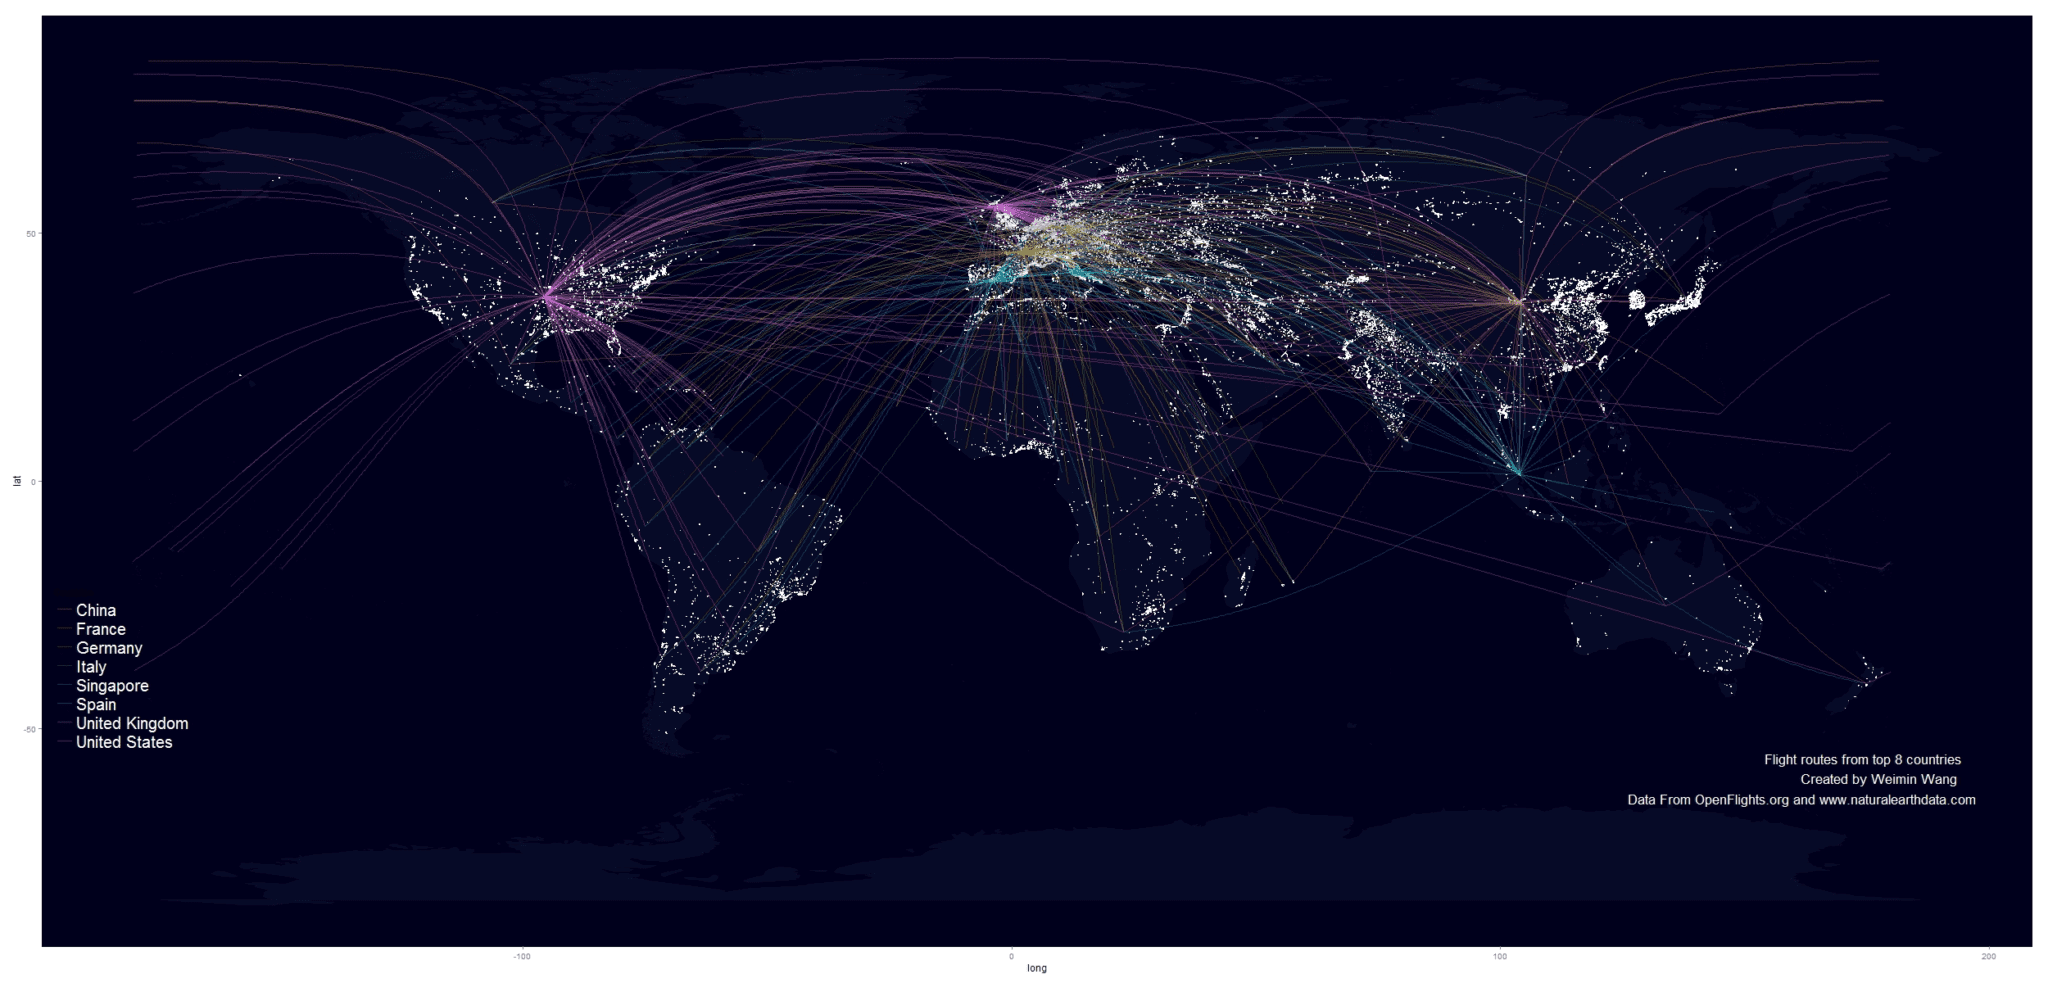 50
0
-50
lat
China
France
Germany
Italy
Singapore
Spain
United Kingdom
United States
Flight routes from top 8 countries
Created by Weimin Wang
Data From OpenFlights.org and www.naturalearthdata.com
-100
0
100
200
long